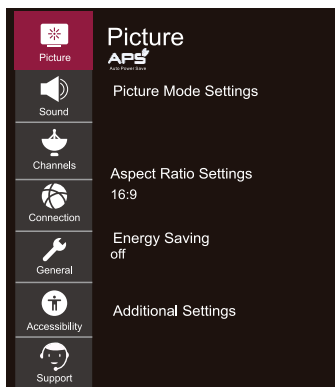 Picture
Picture
APS
Auto Power Save
Picture Mode Settings
Sound
Channels
Aspect Ratio Settings
16:9
Connection
Energy Saving
off
General
Additional Settings
Accessibility
Support